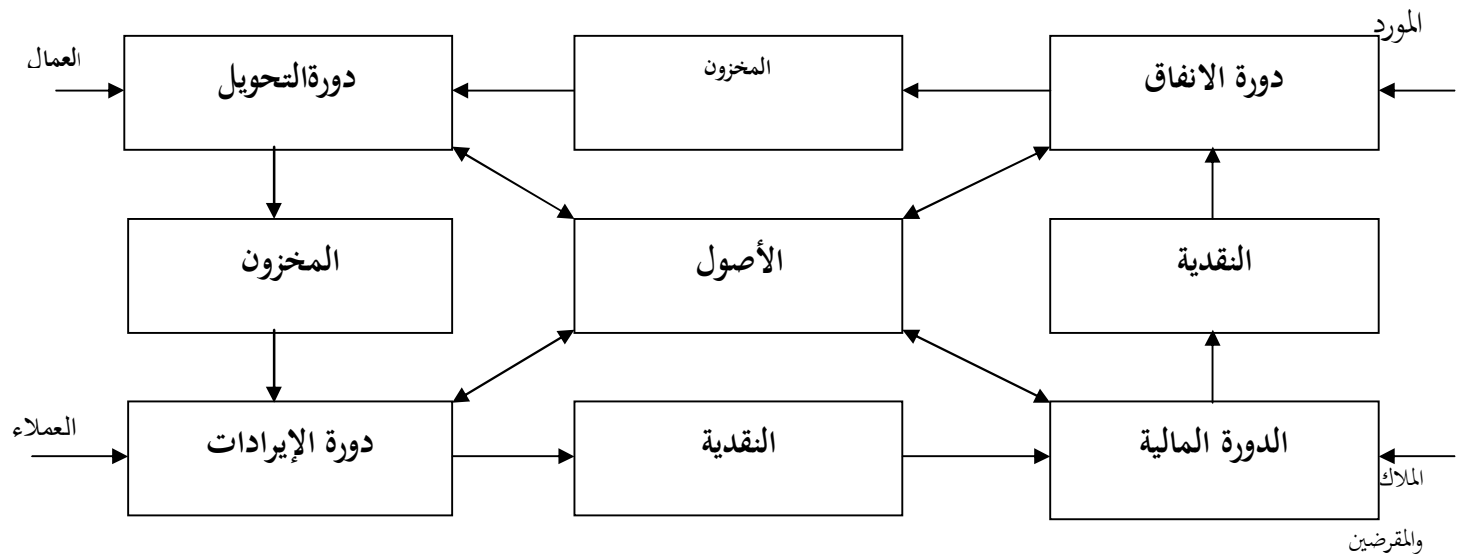 المورد
دورة الانفاق
المخزون
دورةالتحويل
العمال
النقدية
الأصول
المخزون
الدورة المالية
النقدية
دورة الإيرادات
العملاء
الملاك
والمقرضين